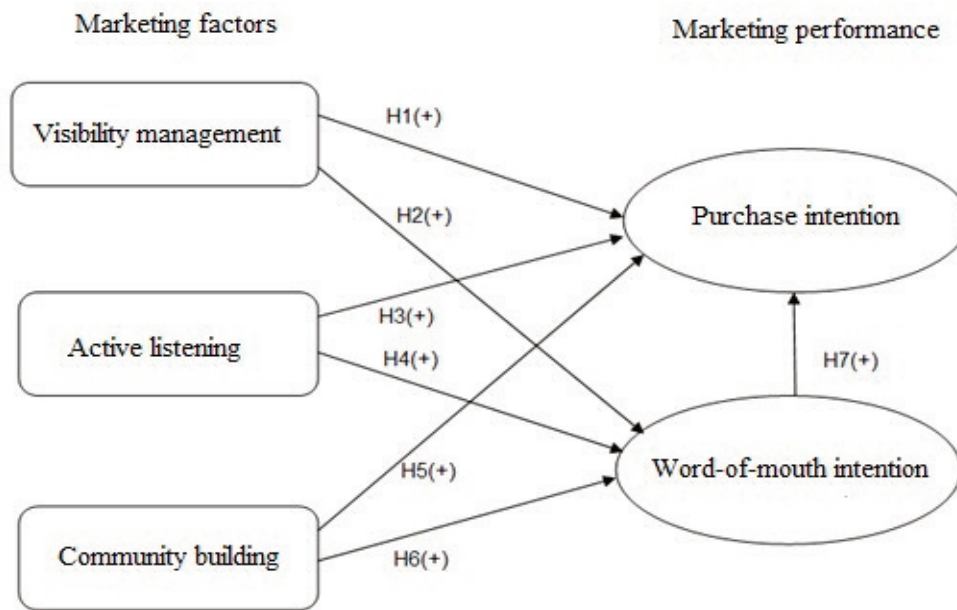 Marketing factors
Marketing performance
Visibility management
H1(+)
Purchase intention
H2(+)
Active listening
H3(+)
H4(+)
H7(+)
Word-of-mouth intention
H5(+)
Community building
H6(+)